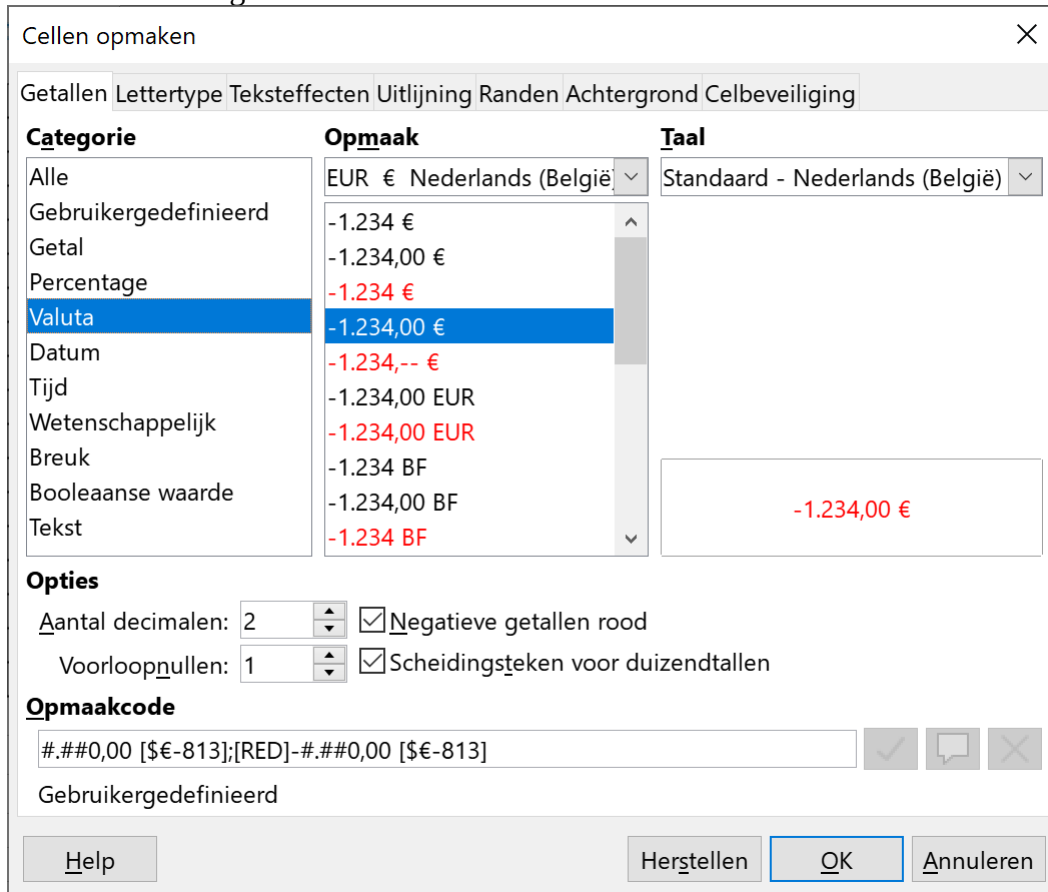 Cellen opmaken
Getallen Lettertype Teksteffecten Uitlijning Randen Achtergrond Celbeveiliging
Categorie
Alle
Gebruikergedefinieerd
Getal
Percentage
Valuta
Datum
Tijd
Wetenschappelijk
Breuk
Booleaanse waarde
Tekst
Opmaak
EUR € Nederlands (België)
-1.234 €
-1.234,00 €
-1.234 €
-1.234,00 €
-1.234,-- €
-1.234,00 EUR
-1.234,00 EUR
-1.234 BF
-1.234,00 BF
-1.234 BF
Taal
Standaard - Nederlands (België)
-1.234,00 €
Opties
Aantal decimalen: 2
Negatieve getallen rood
Voorloopnullen: 1
Scheidingsteken voor duizendtallen
Opmaakcode
#.##0,00 [$€-813];[RED]-#.##0,00 [$€-813]
Gebruikergedefinieerd
Help
Herstellen
OK
Annuleren